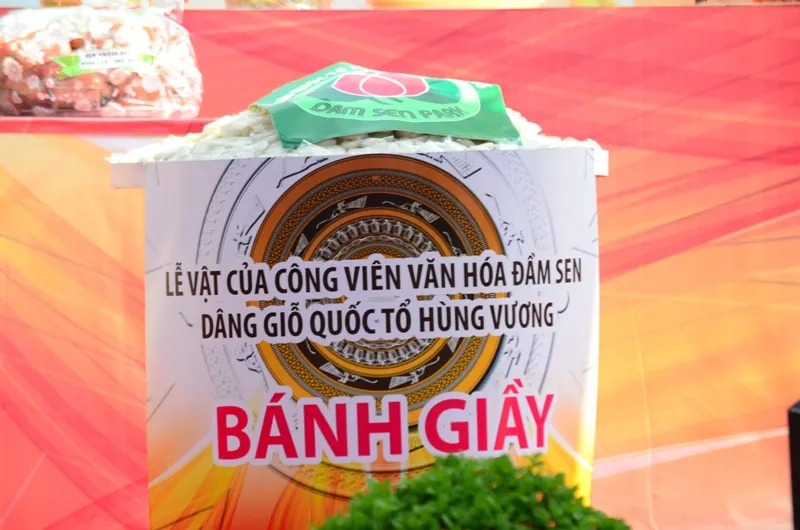 DAM SEN PARK
LỄ VẬT CỦA CÔNG VIÊN VĂN HÓA ĐẦM SEN
DÂNG GIỖ QUỐC TỔ HÙNG VƯƠNG
BÁNH GIẦY